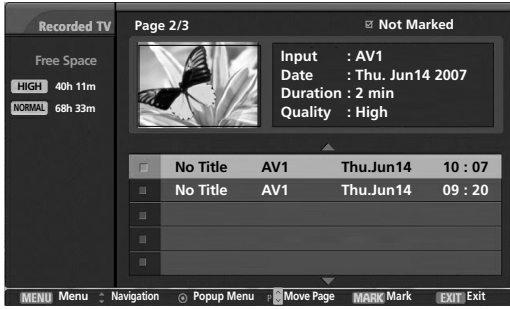 Recorded TV
Page 2/3
Not Marked
Free Space
HIGH 40h 11m
NORMAL 68h 33m
Input : AV1
Date : Thu. Jun14 2007
Duration : 2 min
Quality : High
No Title AV1 Thu.Jun14 10 : 07
No Title AV1 Thu.Jun14 09 : 20
MENU Menu Navigation Popup Menu P Move Page MARK Mark EXIT Exit